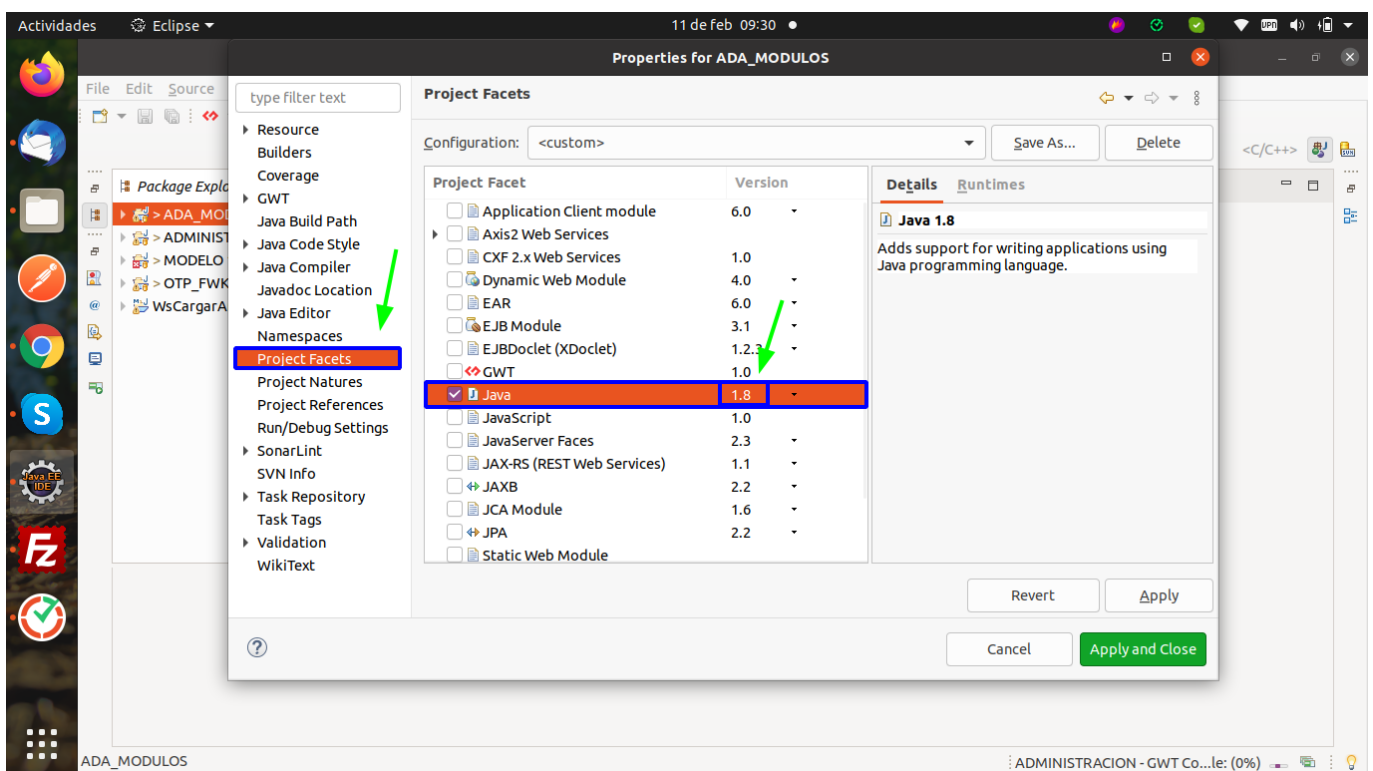 Actividades Eclipse 11 de feb 09:30 VPN
Properties for ADA_MODULOS
File Edit Source
type filter text
Project Facets
Configuration: <custom> Save As... Delete
<C/C++>
SVN
Package Explo
> ADA_MOD
> ADMINIST
> MODELO
> OTP_FWK
WsCargarA
Resource
Builders
Coverage
GWT
Java Build Path
Java Code Style
Java Compiler
Javadoc Location
Java Editor
Namespaces
Project Facets
Project Natures
Project References
Run/Debug Settings
SonarLint
SVN Info
Task Repository
Task Tags
Validation
WikiText
Project Facet Version
Application Client module 6.0
Axis2 Web Services
CXF 2.x Web Services 1.0
Dynamic Web Module 4.0
EAR 6.0
EJB Module 3.1
EJBDoclet (XDoclet) 1.2.3
GWT 1.0
Java 1.8
JavaScript 1.0
JavaServer Faces 2.3
JAX-RS (REST Web Services) 1.1
JAXB 2.2
JCA Module 1.6
JPA 2.2
Static Web Module
Details Runtimes
Java 1.8
Adds support for writing applications using
Java programming language.
Revert Apply
Cancel Apply and Close
Java EE
IDE
ADA_MODULOS
ADMINISTRACION - GWT Co...le: (0%)